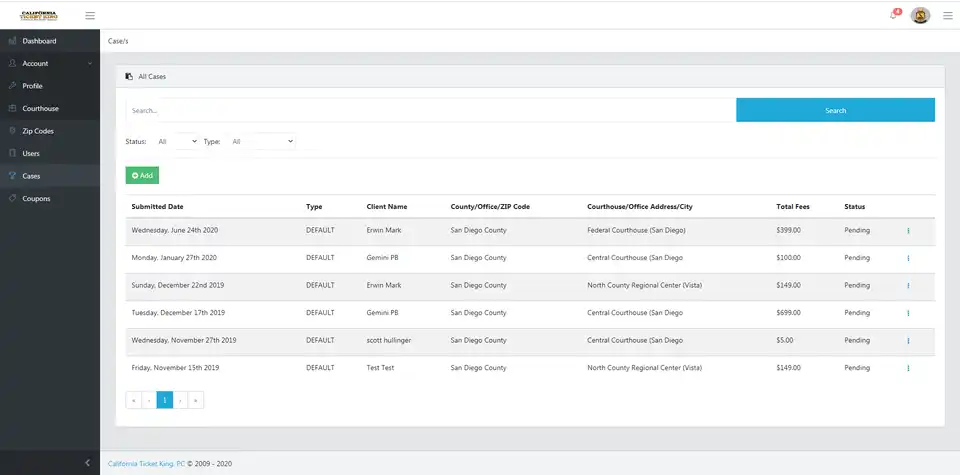 CALIFORNIA
TICKET KING
4
Dashboard
Case/s
Account
Profile
Courthouse
Zip Codes
Users
Cases
Coupons
All Cases
Search...
Search
Status: All Type: All
Add
Submitted Date Type Client Name County/Office/ZIP Code Courthouse/Office Address/City Total Fees Status
Wednesday, June 24th 2020 DEFAULT Erwin Mark San Diego County Federal Courthouse (San Diego) $399.00 Pending
Monday, January 27th 2020 DEFAULT Gemini PB San Diego County Central Courthouse (San Diego $100.00 Pending
Sunday, December 22nd 2019 DEFAULT Erwin Mark San Diego County North County Regional Center (Vista) $149.00 Pending
Tuesday, December 17th 2019 DEFAULT Gemini PB San Diego County Central Courthouse (San Diego $699.00 Pending
Wednesday, November 27th 2019 DEFAULT scott hullinger San Diego County Central Courthouse (San Diego $5.00 Pending
Friday, November 15th 2019 DEFAULT Test Test San Diego County North County Regional Center (Vista) $149.00 Pending
« ‹ 1 › »
California Ticket King, PC © 2009 - 2020